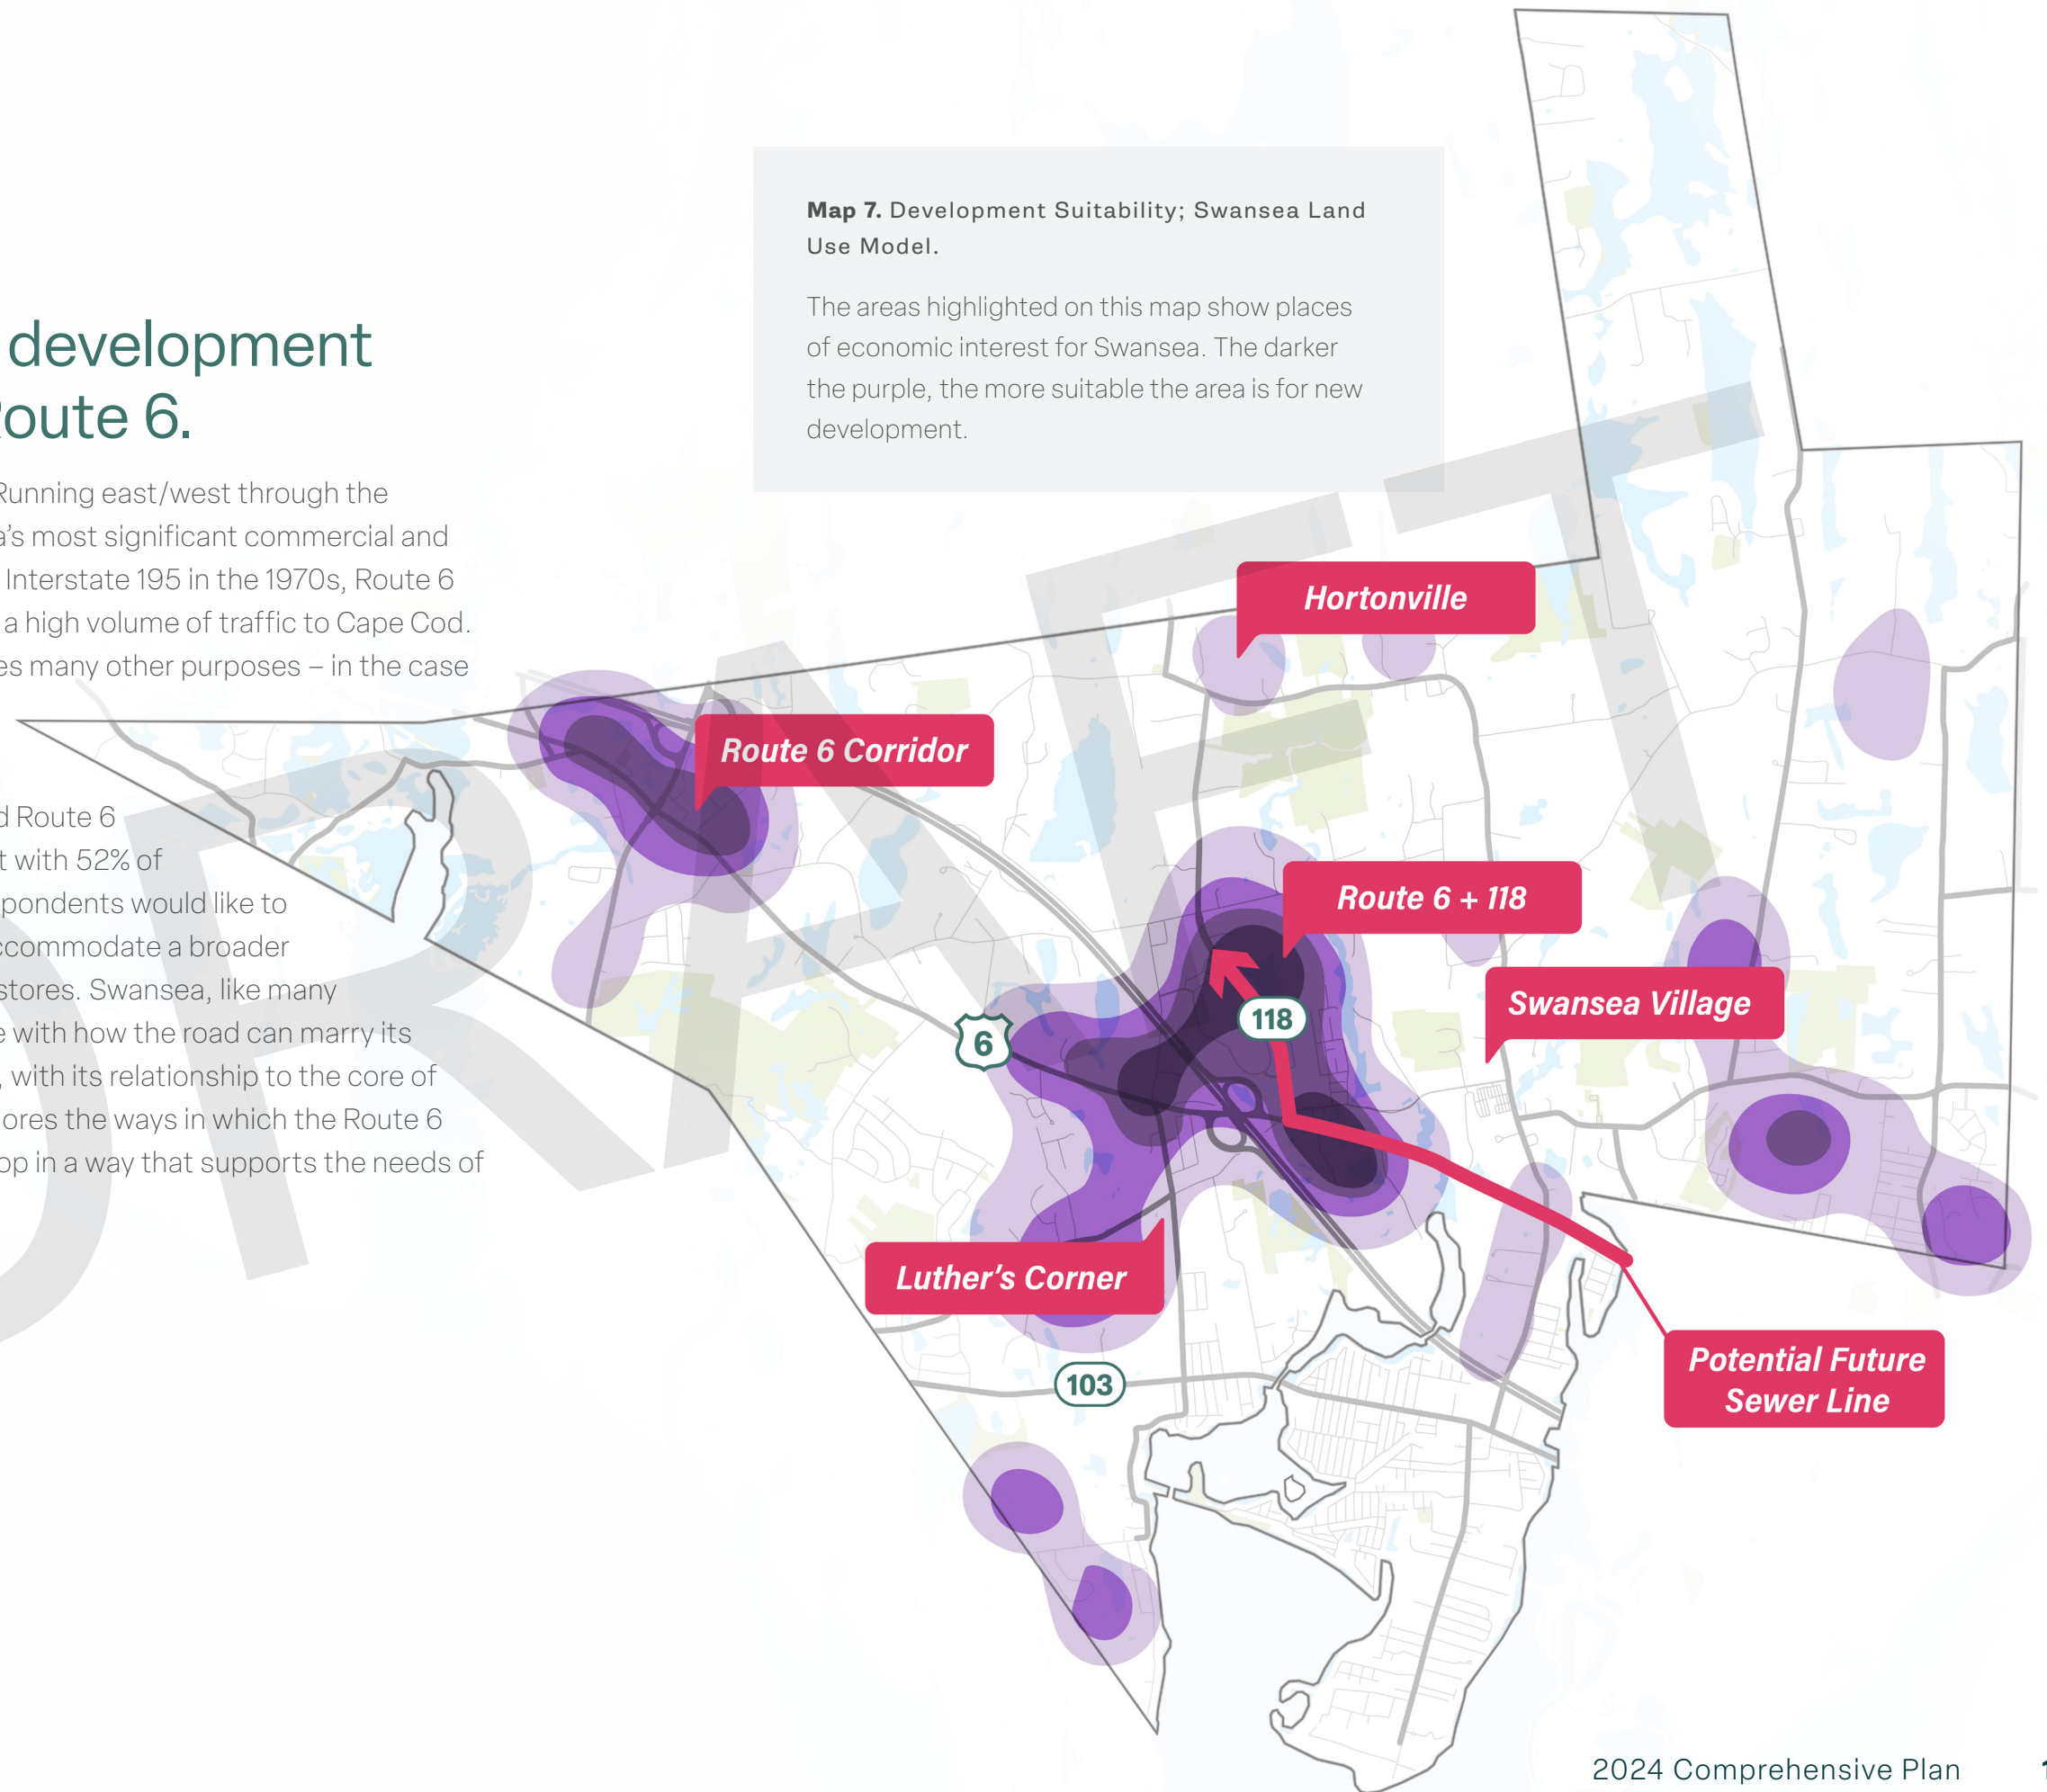 development
oute 6.
Running east/west through the
a's most significant commercial and
Interstate 195 in the 1970s, Route 6
a high volume of traffic to Cape Cod.
es many other purposes – in the case
d Route 6
t with 52% of
pondents would like to
ccommodate a broader
stores. Swansea, like many
e with how the road can marry its
, with its relationship to the core of
ores the ways in which the Route 6
op in a way that supports the needs of
Map 7. Development Suitability; Swansea Land
Use Model.
The areas highlighted on this map show places
of economic interest for Swansea. The darker
the purple, the more suitable the area is for new
development.
Hortonville
Route 6 Corridor
Route 6 + 118
Swansea Village
118
6
Luther's Corner
103
Potential Future
Sewer Line
DRAFT
2024 Comprehensive Plan 1